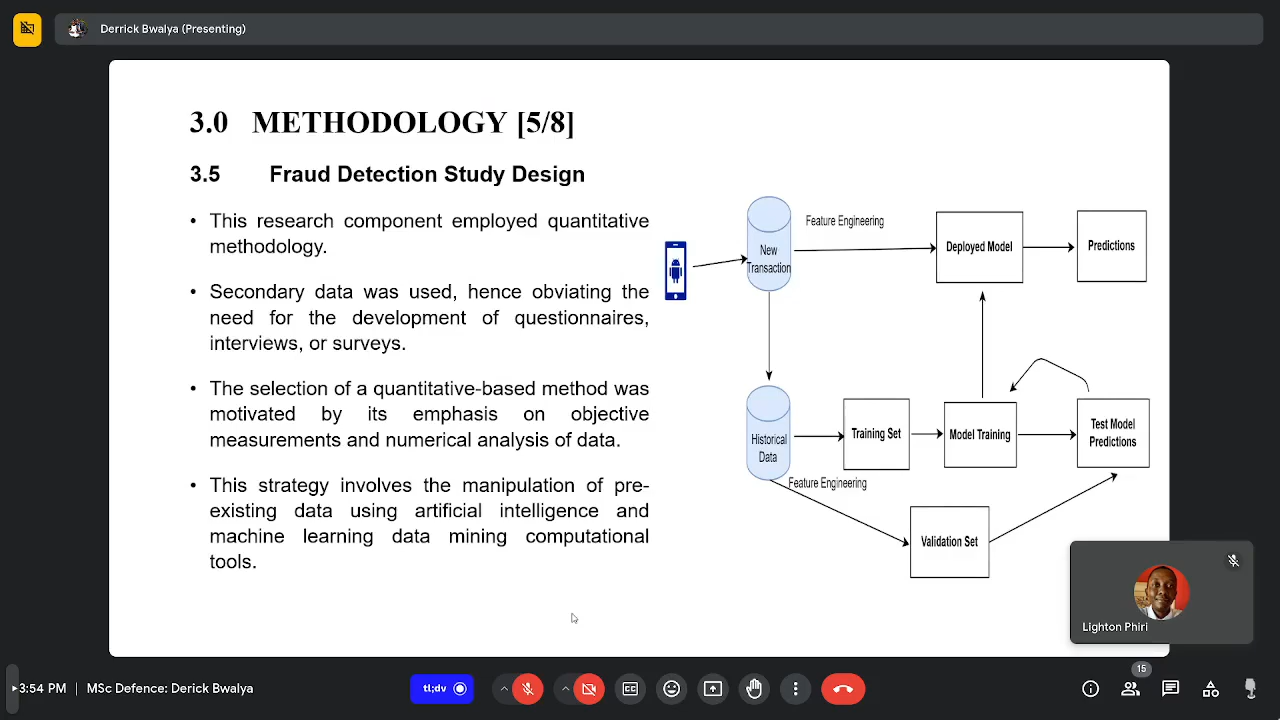 Derrick Bwalya (Presenting)
3.0 METHODOLOGY [5/8]
3.5 Fraud Detection Study Design
• This research component employed quantitative
methodology.
• Secondary data was used, hence obviating the
need for the development of questionnaires,
interviews, or surveys.
• The selection of a quantitative-based method was
motivated by its emphasis on objective
measurements and numerical analysis of data.
• This strategy involves the manipulation of pre-
existing data using artificial intelligence and
machine learning data mining computational
tools.
New
Transaction
Feature Engineering
Deployed Model
Predictions
Historical
Data
Training Set
Model Training
Test Model
Predictions
Feature Engineering
Validation Set
Lighton Phiri
3:54 PM | MSc Defence: Derick Bwalya
tl;dv
CC
15